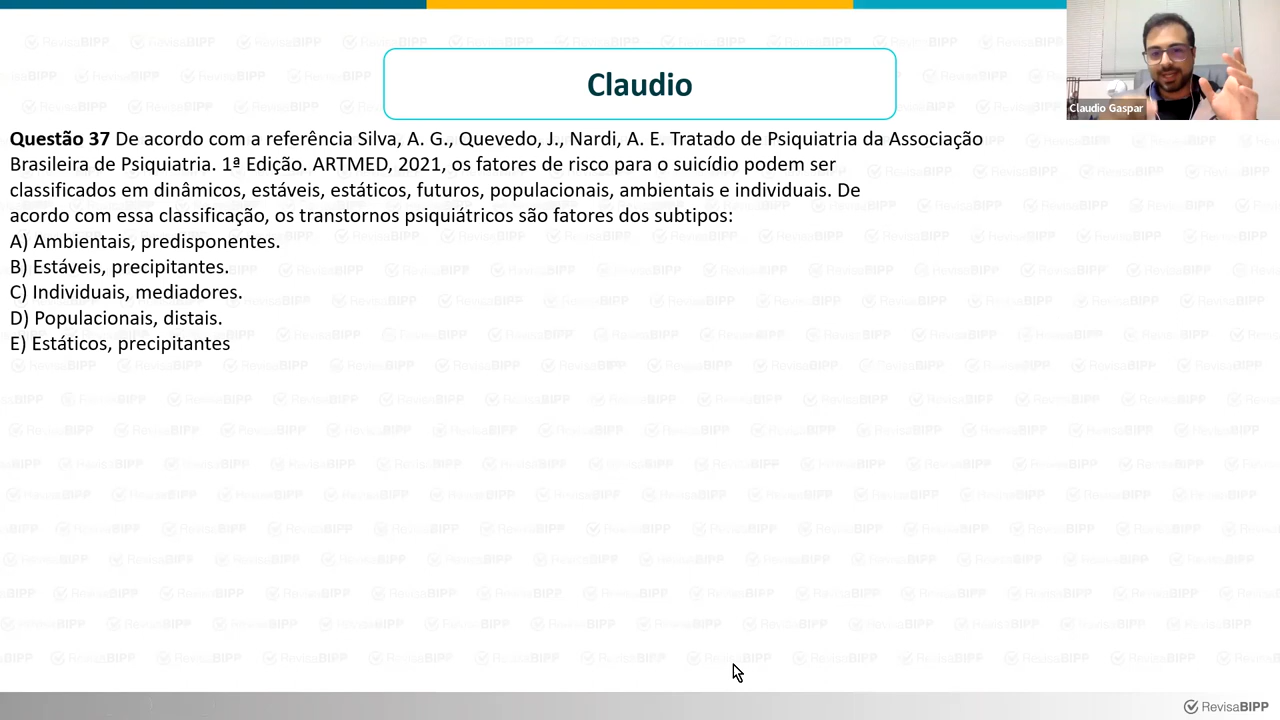 Claudio
Claudio Gaspar
Questão 37 De acordo com a referência Silva, A. G., Quevedo, J., Nardi, A. E. Tratado de Psiquiatria da Associação
Brasileira de Psiquiatria. 1ª Edição. ARTMED, 2021, os fatores de risco para o suicídio podem ser
classificados em dinâmicos, estáveis, estáticos, futuros, populacionais, ambientais e individuais. De
acordo com essa classificação, os transtornos psiquiátricos são fatores dos subtipos:
A) Ambientais, predisponentes.
B) Estáveis, precipitantes.
C) Individuais, mediadores.
D) Populacionais, distais.
E) Estáticos, precipitantes
RevisaBIPP